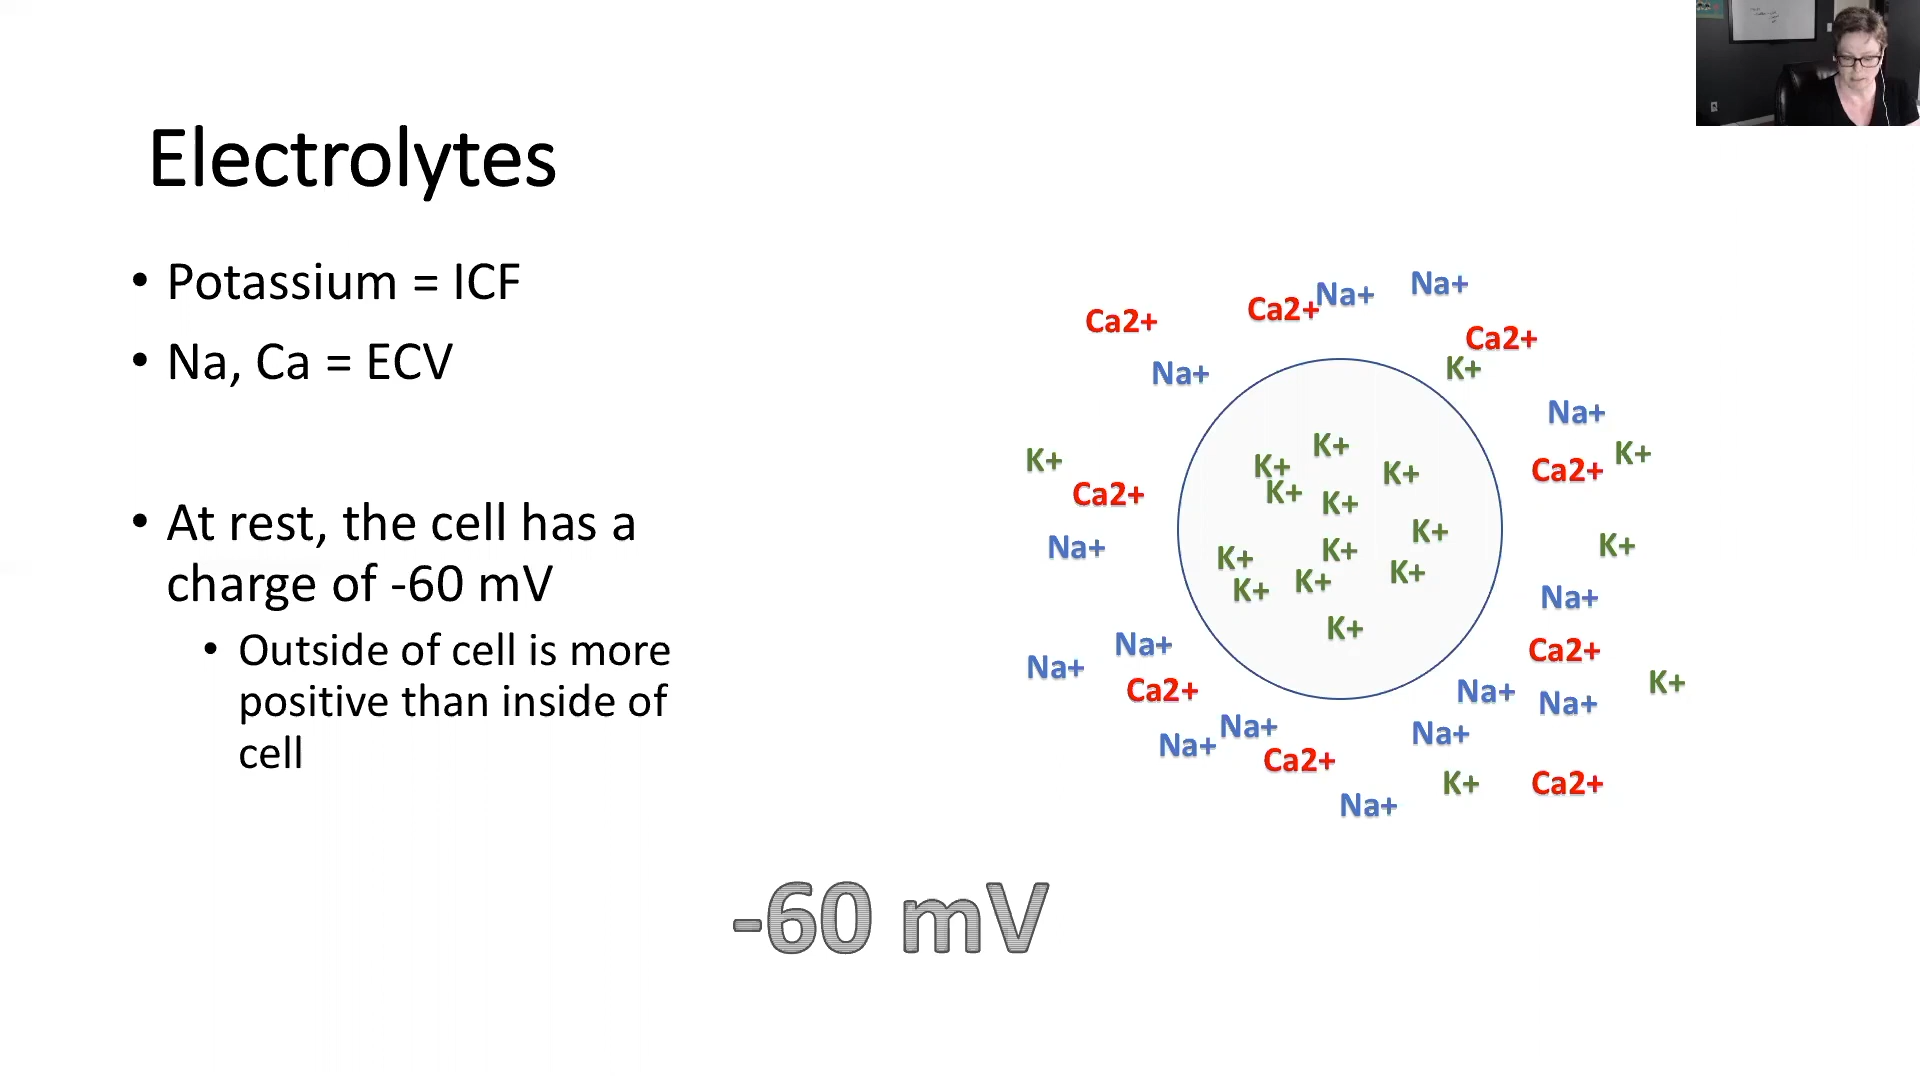 Electrolytes
• Potassium = ICF
• Na, Ca = ECV
• At rest, the cell has a
charge of -60 mV
• Outside of cell is more
positive than inside of
cell
Na+
Ca2+ Na+
Ca2+
Ca2+
K+
Na+
Na+
K+
K+
K+ K+
Ca2+
K+
K+
Ca2+
K+
K+
K+
Na+
K+
K+
K+
K+
K+
K+
K+
Na+
K+
Na+
Ca2+
Na+
K+
Ca2+
Na+
Na+
Na+
Na+
Na+
Ca2+
K+
Ca2+
Na+
-60 mV